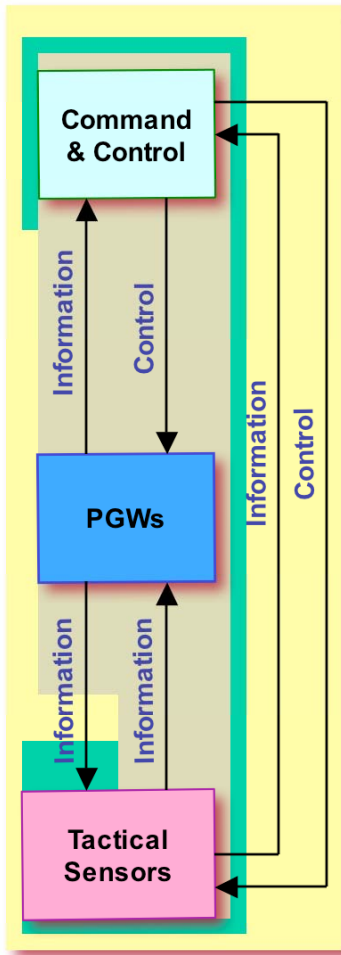 Command
& Control
Information
Control
PGWs
Information
Control
Information
Information
Tactical
Sensors